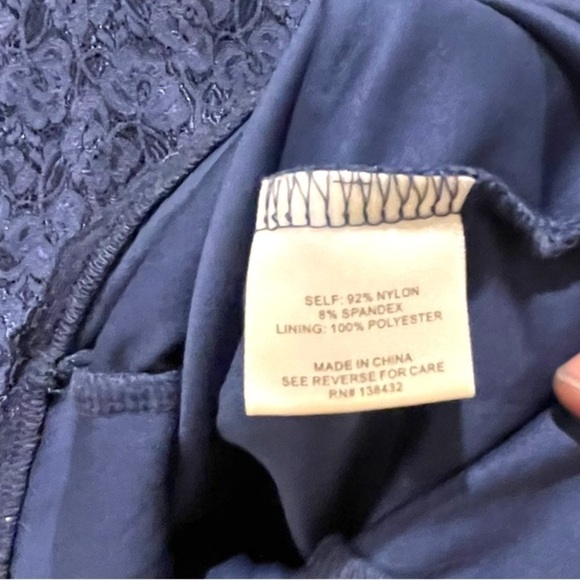 SELF: 92% NYLON
8% SPANDEX
LINING: 100% POLYESTER
MADE IN CHINA
SEE REVERSE FOR CARE
RN# 138432